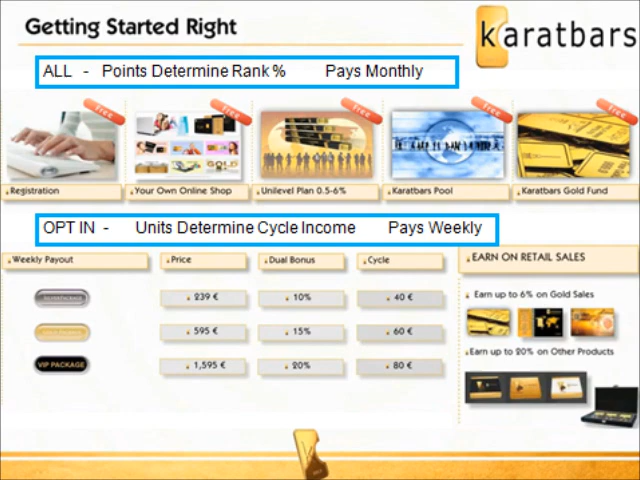 Getting Started Right
karatbars
ALL - Points Determine Rank % Pays Monthly
free free free free free
Registration Your Own Online Shop Unilevel Plan 0.5-6% Karatbars Pool Karatbars Gold Fund
OPT IN - Units Determine Cycle Income Pays Weekly
Weekly Payout Price Dual Bonus Cycle EARN ON RETAIL SALES
239 € 10% 40 € Earn up to 6% on Gold Sales
595 € 15% 60 €
Earn up to 20% on Other Products
VIP PACKAGE 1,595 € 20% 80 €